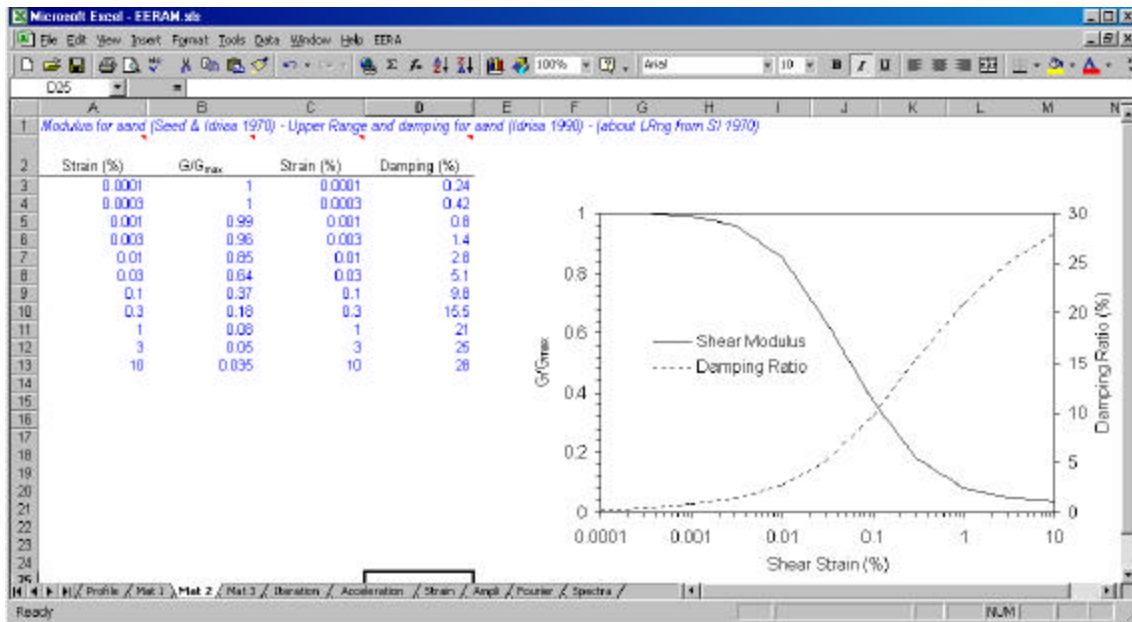 Microsoft Excel - EERAM.xls
File Edit View Insert Format Tools Data Window Help EERA
100% Arial 10 B I U
D25 =
A B C D E F G H I J K L M N
1 Modulus for sand (Seed & Idriss 1970) - Upper Range and damping for sand (Idriss 1990) - (about LRng from SI 1970)
2 Strain (%) G/Gmax Strain (%) Damping (%)
3 0.0001 1 0.0001 0.24
4 0.0003 1 0.0003 0.42
5 0.001 0.99 0.001 0.8
6 0.003 0.96 0.003 1.4
7 0.01 0.85 0.01 2.8
8 0.03 0.64 0.03 5.1
9 0.1 0.37 0.1 9.8
10 0.3 0.18 0.3 15.5
11 1 0.08 1 21
12 3 0.05 3 25
13 10 0.035 10 28
14
15
16
17
18
19
20
21
22
23
24
25
1 30
0.8 25
20
0.6
Shear Modulus
15
Damping Ratio
0.4
10
0.2
5
0 0
G/Gmax
Damping Ratio (%)
0.0001 0.001 0.01 0.1 1 10
Shear Strain (%)
Profile Mat 1 Mat 2 Mat 3 Iteration Acceleration Strain Ampli Fourier Spectra
Ready NUM